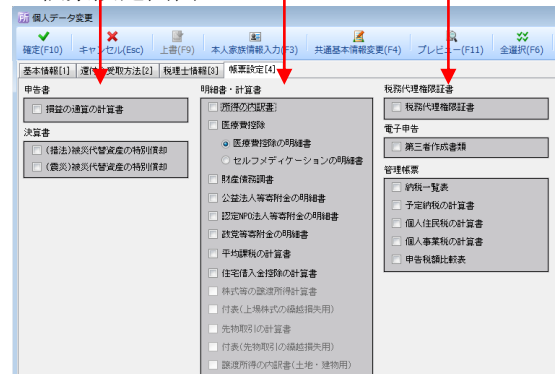 個人データ変更
確定(F10) キャンセル(Esc) 上書(F9) 本人家族情報入力(F3) 共通基本情報変更(F4) プレビュー(F11) 全選択(F6)
基本情報[1] 還付 受取方法[2] 税理士情報[3] 帳票設定[4]
申告書
損益の通算の計算書
決算書
(措法)被災代替資産の特別償却
(震災)被災代替資産の特別償却
明細書・計算書
所得の内訳書
医療費控除
医療費控除の明細書
セルフメディケーションの明細書
財産債務調書
公益法人等寄附金の明細書
認定NPO法人等寄附金の明細書
政党等寄附金の明細書
平均課税の計算書
住宅借入金控除の計算書
株式等の譲渡所得計算書
付表(上場株式の繰越損失用)
先物取引の計算書
付表(先物取引の繰越損失用)
譲渡所得の内訳書(土地・建物用)
税務代理権限証書
税務代理権限証書
電子申告
第三者作成書類
管理帳票
納税一覧表
予定納税の計算書
個人住民税の計算書
個人事業税の計算書
申告税額比較表